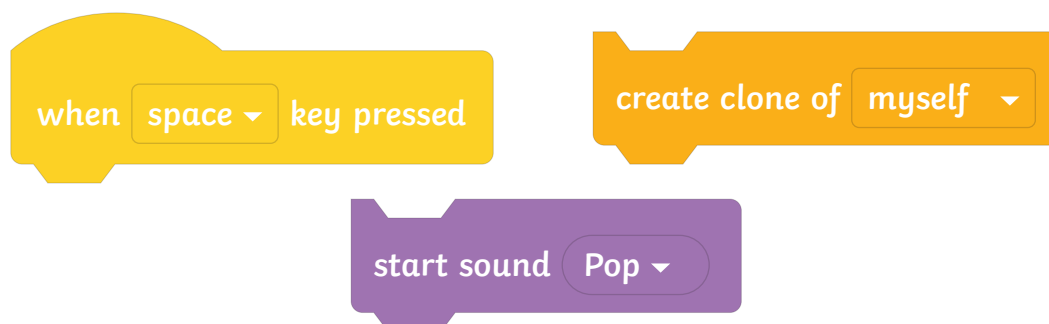 when space key pressed
create clone of myself
start sound Pop